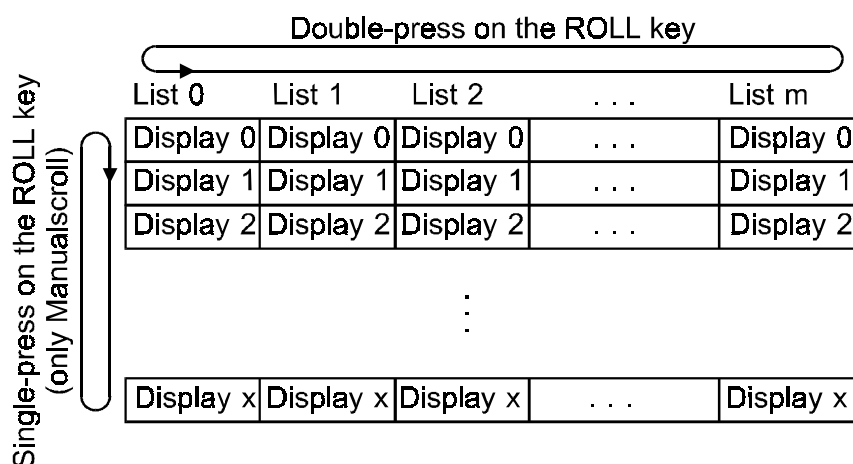 Double-press on the ROLL key
Single-press on the ROLL key
(only Manualscroll)
List 0 List 1 List 2 . . . List m
Display 0 Display 0 Display 0 . . . Display 0
Display 1 Display 1 Display 1 . . . Display 1
Display 2 Display 2 Display 2 . . . Display 2
. . .
Display x Display x Display x . . . Display x